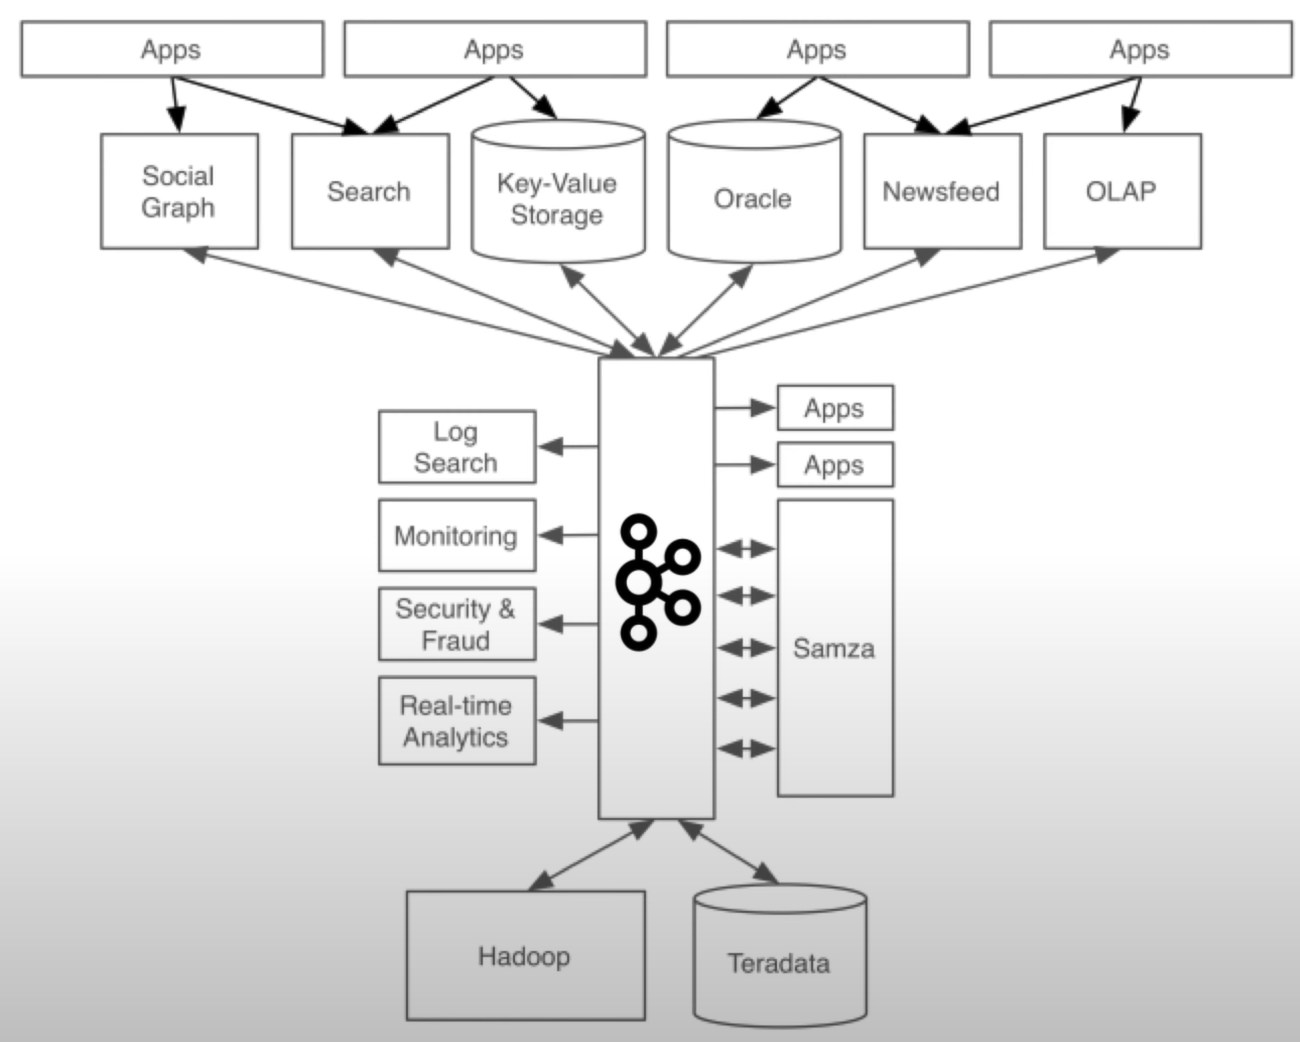 Apps
Apps
Apps
Apps
Social
Graph
Search
Key-Value
Storage
Oracle
Newsfeed
OLAP
Log
Search
Monitoring
Security &
Fraud
Real-time
Analytics
Apps
Apps
Samza
Hadoop
Teradata